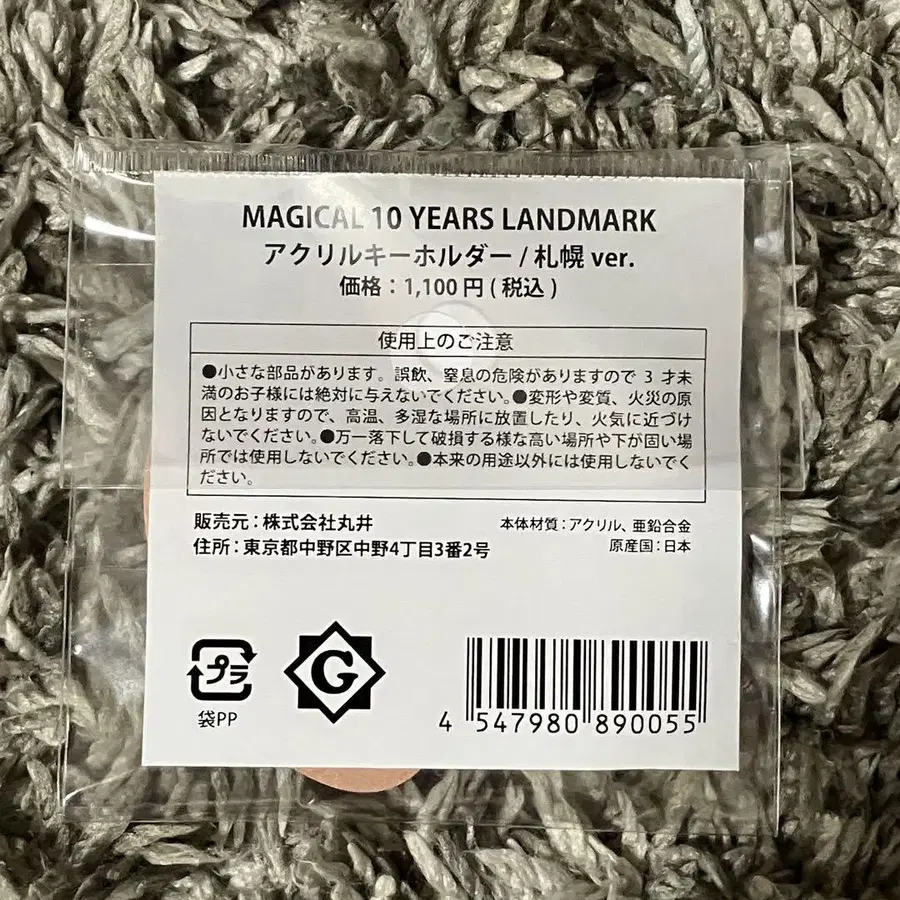 MAGICAL 10 YEARS LANDMARK
アクリルキーホルダー / 札幌 ver.
価格：1,100 円 ( 税込 )
使用上のご注意
●小さな部品があります。誤飲、窒息の危険がありますので 3 才未
満のお子様には絶対に与えないでください。●変形や変質、火災の原
因となりますので、高温、多湿な場所に放置したり、火気に近づけ
ないでください。●万一落下して破損する様な高い場所や下が固い場
所では使用しないでください。●本来の用途以外には使用しないでく
ださい。
販売元：株式会社丸井
住所：東京都中野区中野4丁目3番2号
本体材質：アクリル、亜鉛合金
原産国：日本
プラ
袋PP
G
4 547980 890055